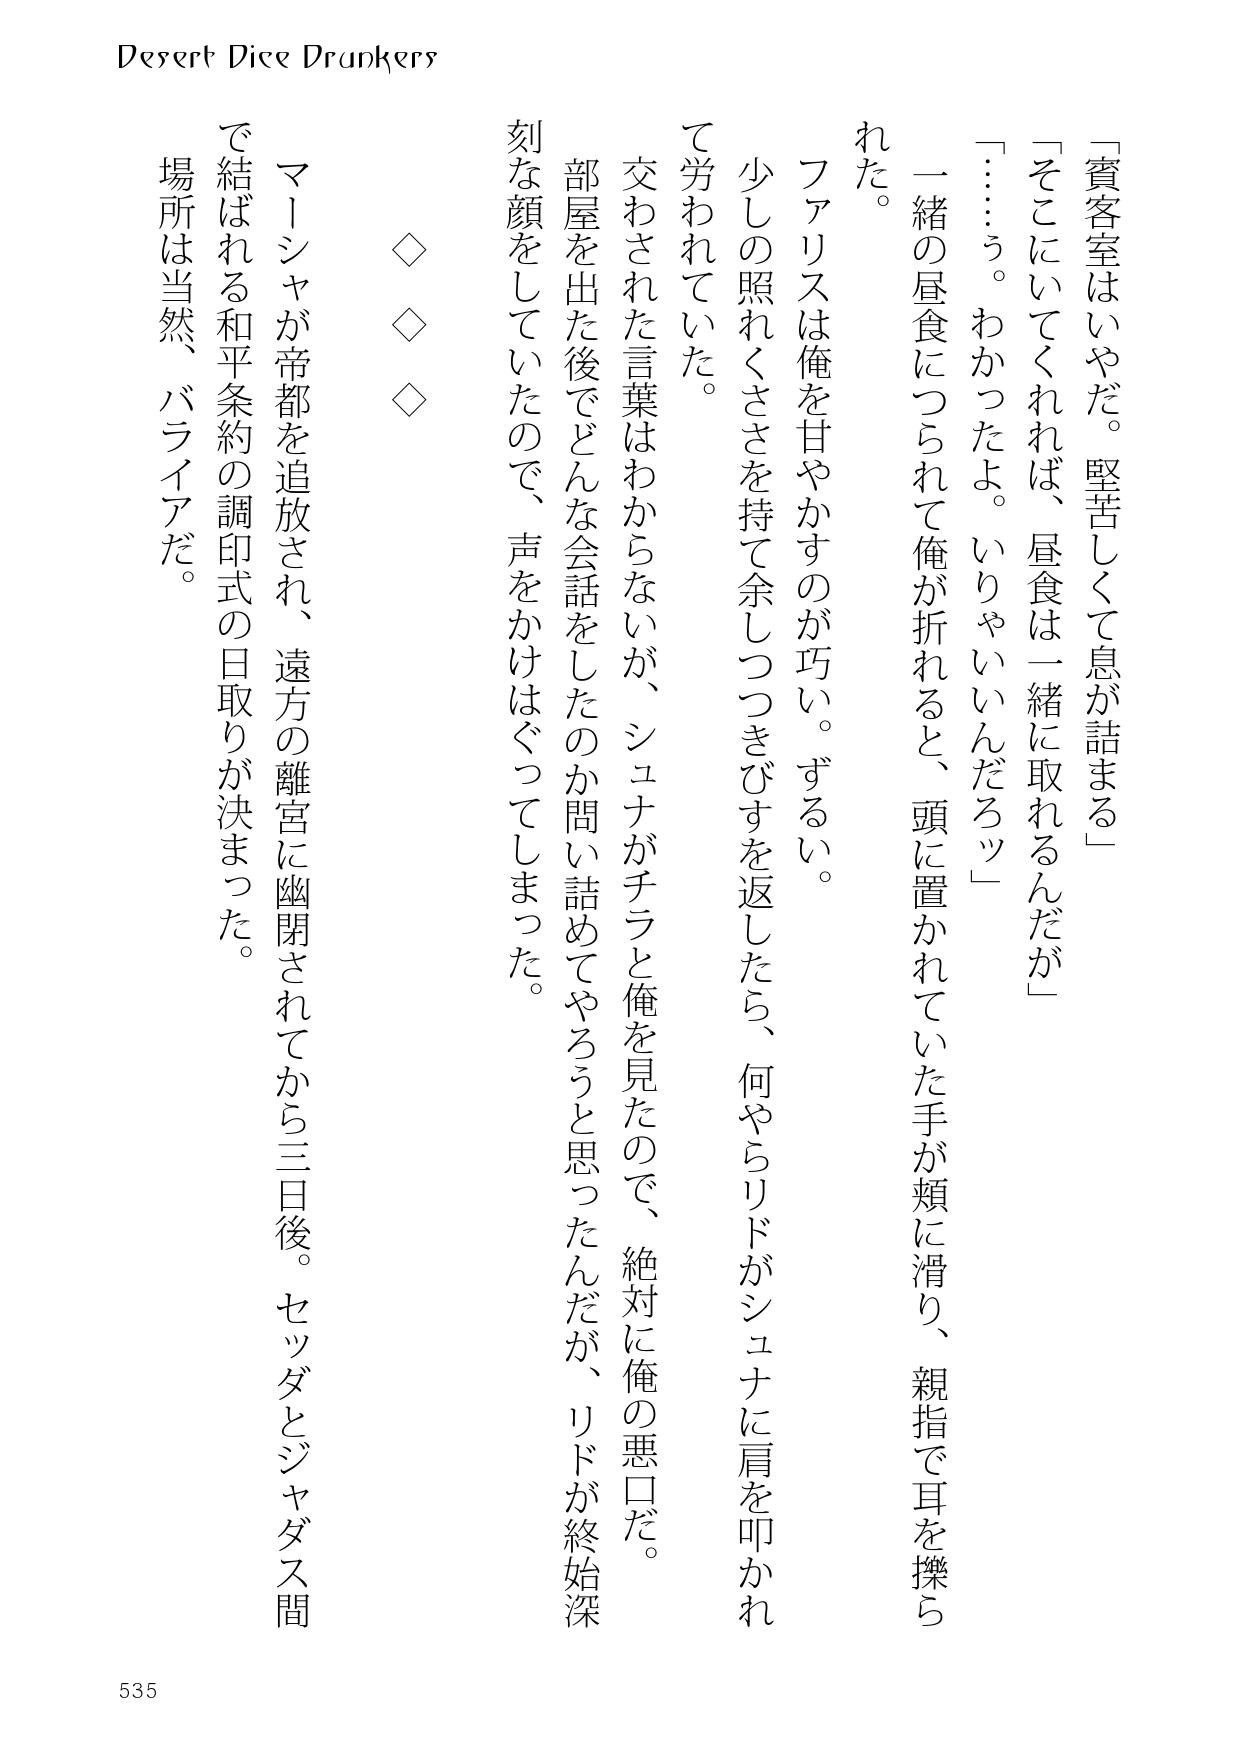 Desert Dice Drunkers
「賓客室はいやだ。堅苦しくて息が詰まる」
「そこにいてくれれば、昼食は一緒に取れるんだが」
「……う。わかったよ。いりゃいいんだろッ」
　一緒の昼食につられて俺が折れると、頭に置かれていた手が頬に滑り、親指で耳を擽ら
れた。
　ファリスは俺を甘やかすのが巧い。ずるい。
　少しの照れくささを持て余しつつきびすを返したら、何やらリドがシュナに肩を叩かれ
て労われていた。
　交わされた言葉はわからないが、シュナがチラと俺を見たので、絶対に俺の悪口だ。
　部屋を出た後でどんな会話をしたのか問い詰めてやろうと思ったんだが、リドが終始深
刻な顔をしていたので、声をかけはぐってしまった。
◇　◇　◇
　マーシャが帝都を追放され、遠方の離宮に幽閉されてから三日後。セッダとジャダス間
で結ばれる和平条約の調印式の日取りが決まった。
　場所は当然、バライアだ。
535